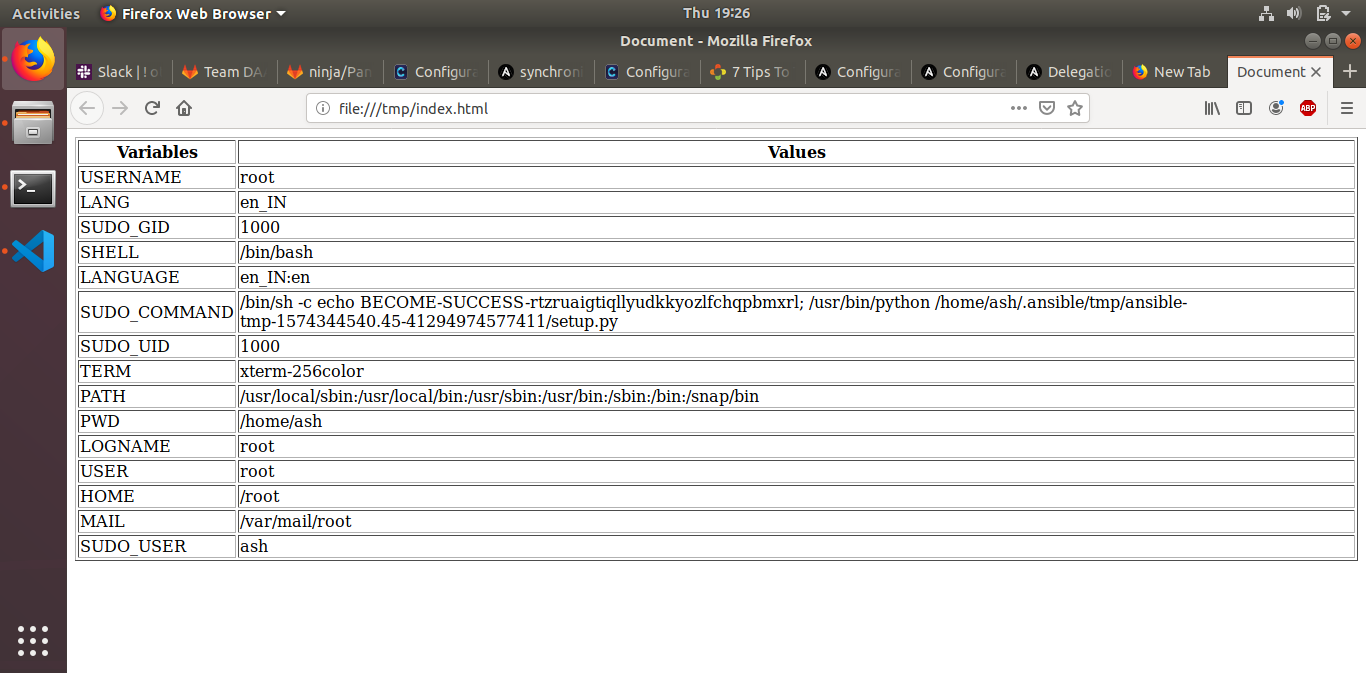 Activities Firefox Web Browser Thu 19:26
Document - Mozilla Firefox
Slack | ! o Team DA ninja/Pan Configura synchroni Configura 7 Tips To Configura Configura Delegatio New Tab Document
file:///tmp/index.html ABP
Variables Values
USERNAME root
LANG en_IN
SUDO_GID 1000
SHELL /bin/bash
LANGUAGE en_IN:en
SUDO_COMMAND /bin/sh -c echo BECOME-SUCCESS-rtzruaigtiqllyudkkyozlfchqpbmxrl; /usr/bin/python /home/ash/.ansible/tmp/ansible-
tmp-1574344540.45-41294974577411/setup.py
SUDO_UID 1000
TERM xterm-256color
PATH /usr/local/sbin:/usr/local/bin:/usr/sbin:/usr/bin:/sbin:/bin:/snap/bin
PWD /home/ash
LOGNAME root
USER root
HOME /root
MAIL /var/mail/root
SUDO_USER ash